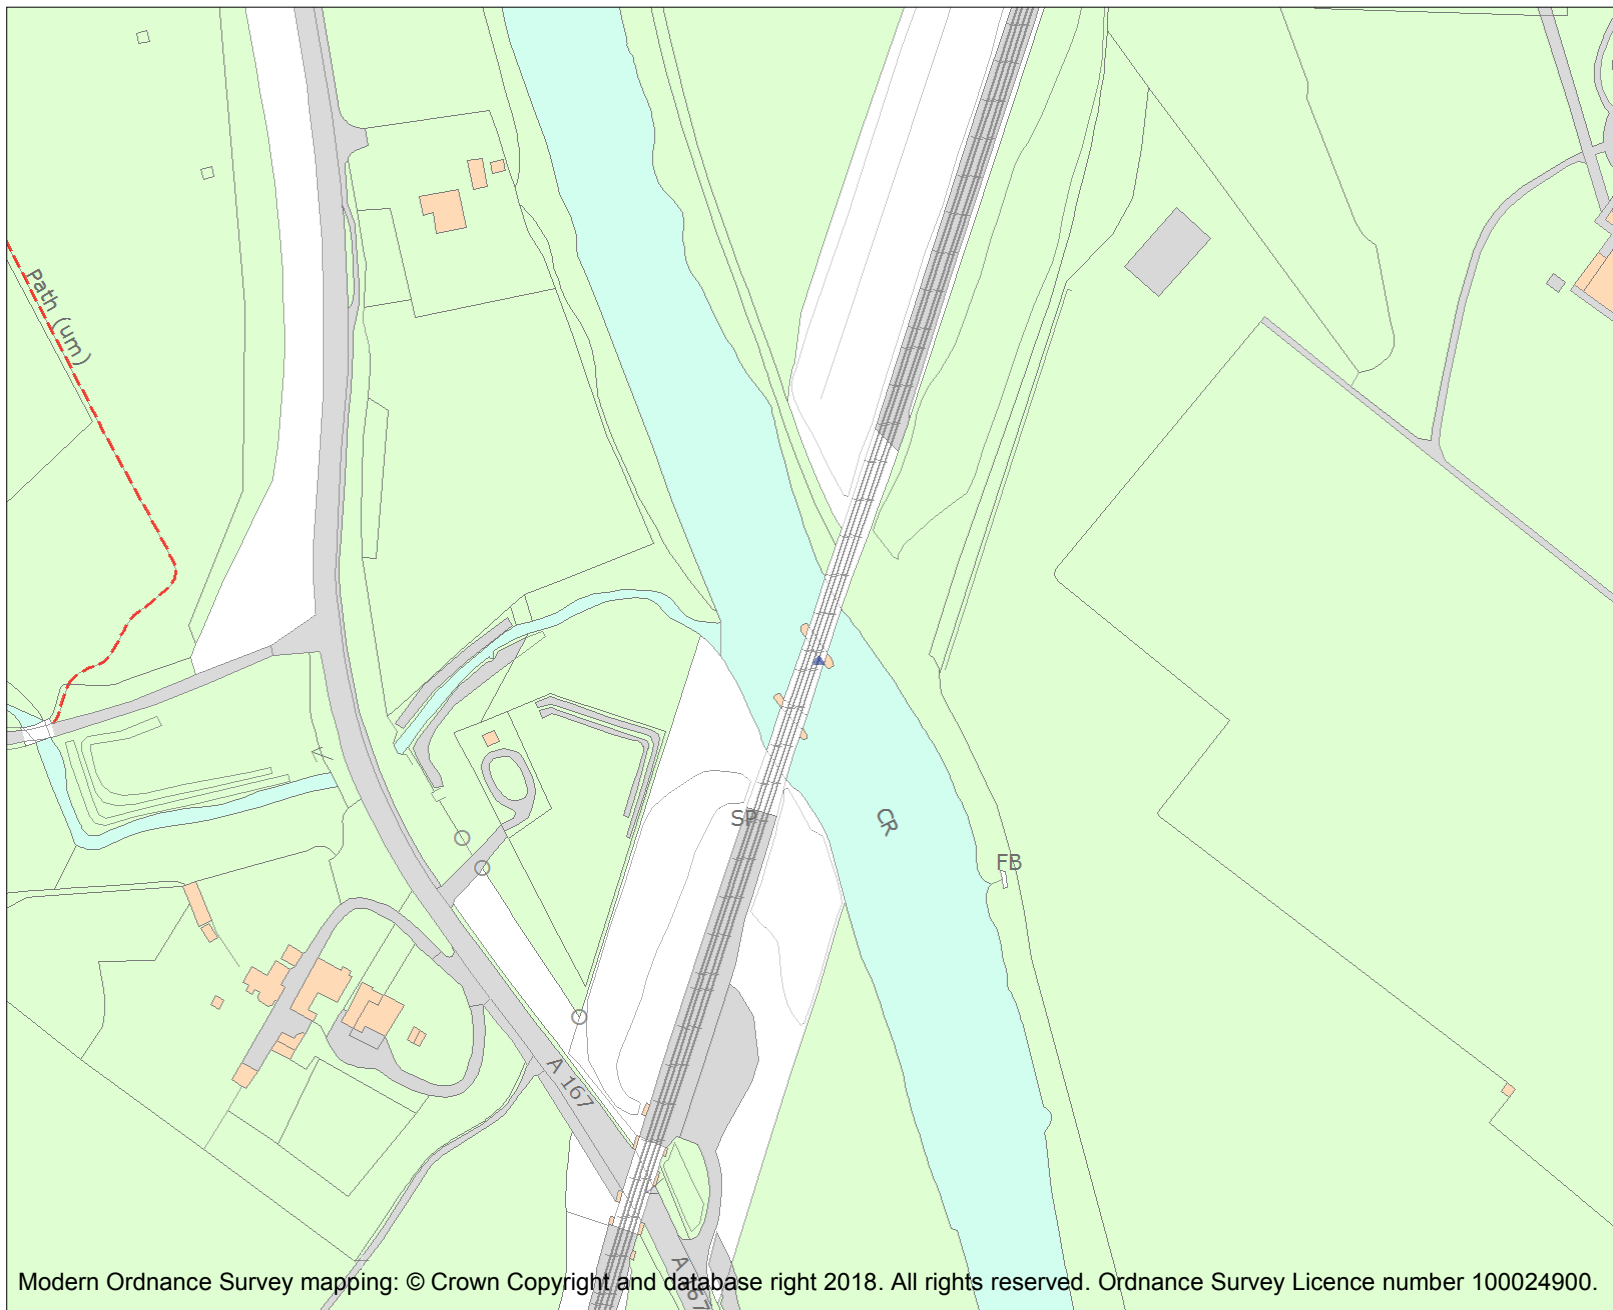 Path (um)
SP
CR
FB
A 167
A 167
Modern Ordnance Survey mapping: © Crown Copyright and database right 2018. All rights reserved. Ordnance Survey Licence number 100024900.